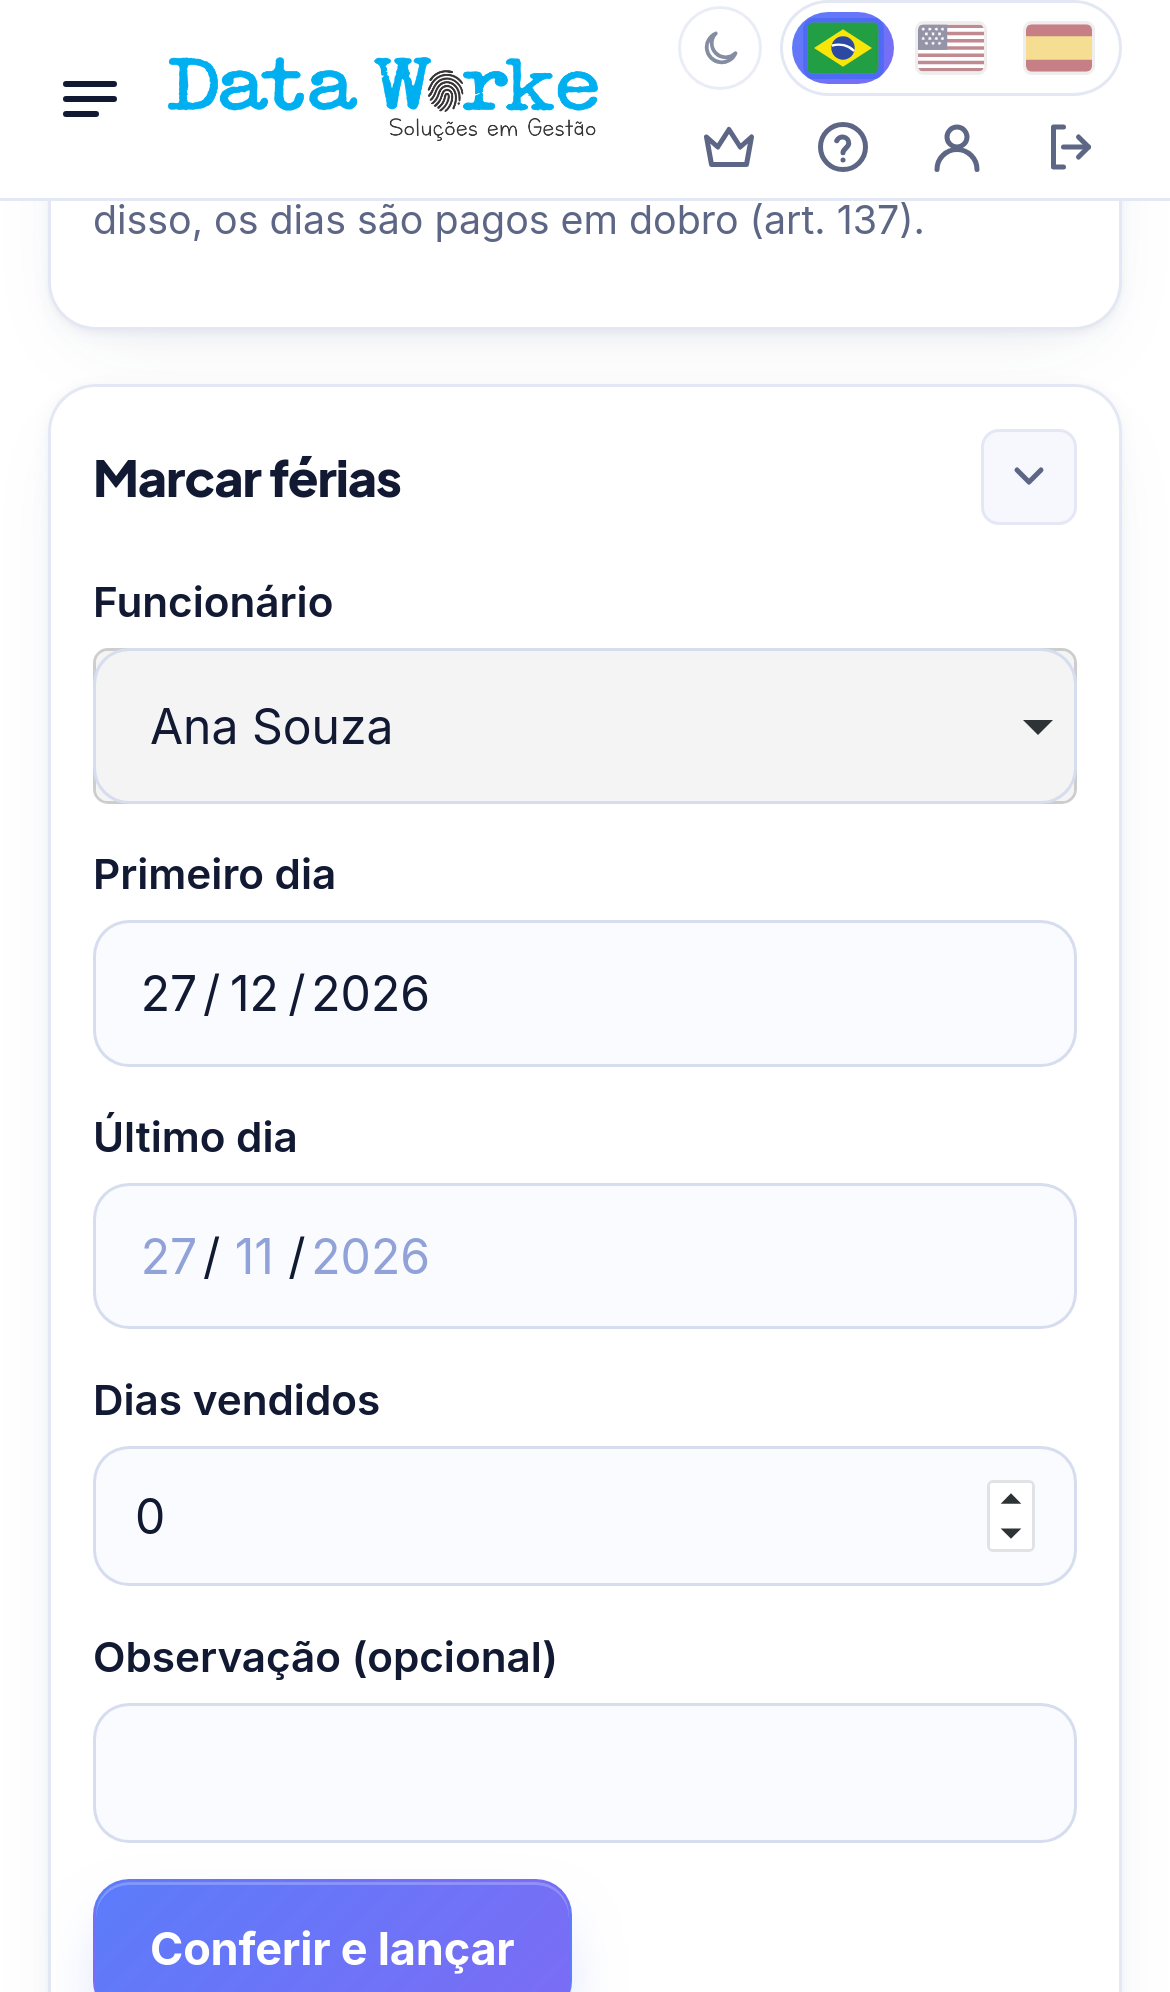 Data Worke
Soluções em Gestão
disso, os dias são pagos em dobro (art. 137).
Marcar férias
Funcionário
Ana Souza
Primeiro dia
27/12/2026
Último dia
27/11/2026
Dias vendidos
0
Observação (opcional)
Conferir e lançar